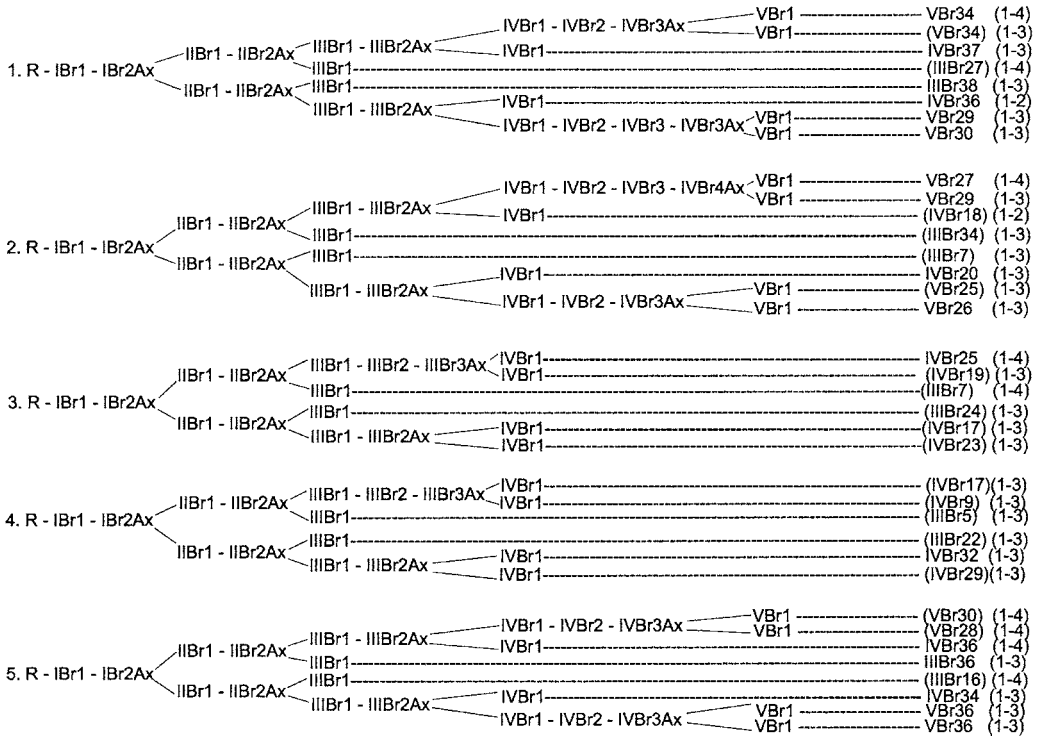 IVBr1 - IVBr2 - IVBr3Ax VBr1 VBr34 (1-4)
VBr1 (VBr34) (1-3)
IIBr1 - IIBr2Ax IIIBr1 - IIIBr2Ax IVBr1 IVBr37 (1-3)
1. R - IBr1 - IBr2Ax IIIBr1 (IIIBr27) (1-4)
IIBr1 - IIBr2Ax IIIBr1 IIIBr38 (1-3)
IIIBr1 - IIIBr2Ax IVBr1 IVBr36 (1-2)
IVBr1 - IVBr2 - IVBr3 - IVBr3Ax VBr1 VBr29 (1-3)
VBr1 VBr30 (1-3)
IVBr1 - IVBr2 - IVBr3 - IVBr4Ax VBr1 VBr27 (1-4)
VBr1 VBr29 (1-3)
IIBr1 - IIBr2Ax IIIBr1 - IIIBr2Ax IVBr1 (IVBr18) (1-2)
2. R - IBr1 - IBr2Ax IIIBr1 (IIIBr34) (1-3)
IIBr1 - IIBr2Ax IIIBr1 (IIIBr7) (1-3)
IIIBr1 - IIIBr2Ax IVBr1 IVBr20 (1-3)
IVBr1 - IVBr2 - IVBr3Ax VBr1 (VBr25) (1-3)
VBr1 VBr26 (1-3)
IIIBr1 - IIIBr2 - IIIBr3Ax IVBr1 IVBr25 (1-4)
IIBr1 - IIBr2Ax IVBr1 (IVBr19) (1-3)
IIIBr1 (IIIBr7) (1-4)
3. R - IBr1 - IBr2Ax IIIBr1 (IIIBr24) (1-3)
IIBr1 - IIBr2Ax IIIBr1 - IIIBr2Ax IVBr1 (IVBr17) (1-3)
IVBr1 (IVBr23) (1-3)
IIBr1 - IIBr2Ax IIIBr1 - IIIBr2 - IIIBr3Ax IVBr1 (IVBr17)(1-3)
IVBr1 (IVBr9) (1-3)
4. R - IBr1 - IBr2Ax IIIBr1 (IIIBr5) (1-3)
IIIBr1 (IIIBr22) (1-3)
IIBr1 - IIBr2Ax IIIBr1 - IIIBr2Ax IVBr1 IVBr32 (1-3)
IVBr1 (IVBr29)(1-3)
IVBr1 - IVBr2 - IVBr3Ax VBr1 (VBr30) (1-4)
VBr1 (VBr28) (1-4)
IIBr1 - IIBr2Ax IIIBr1 - IIIBr2Ax IVBr1 IVBr36 (1-4)
IIIBr1 IIIBr36 (1-3)
5. R - IBr1 - IBr2Ax IIIBr1 (IIIBr16) (1-4)
IIBr1 - IIBr2Ax IIIBr1 - IIIBr2Ax IVBr1 IVBr34 (1-3)
IVBr1 - IVBr2 - IVBr3Ax VBr1 VBr36 (1-3)
VBr1 VBr36 (1-3)